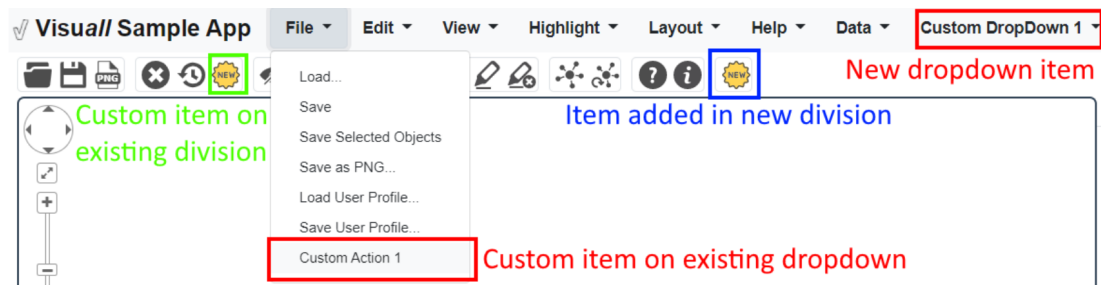 Visuall Sample App File Edit View Highlight Layout Help Data Custom DropDown 1
PNG NEW NEW New dropdown item
Custom item on
existing division
Item added in new division
Load...
Save
Save Selected Objects
Save as PNG...
Load User Profile...
Save User Profile...
Custom Action 1
Custom item on existing dropdown